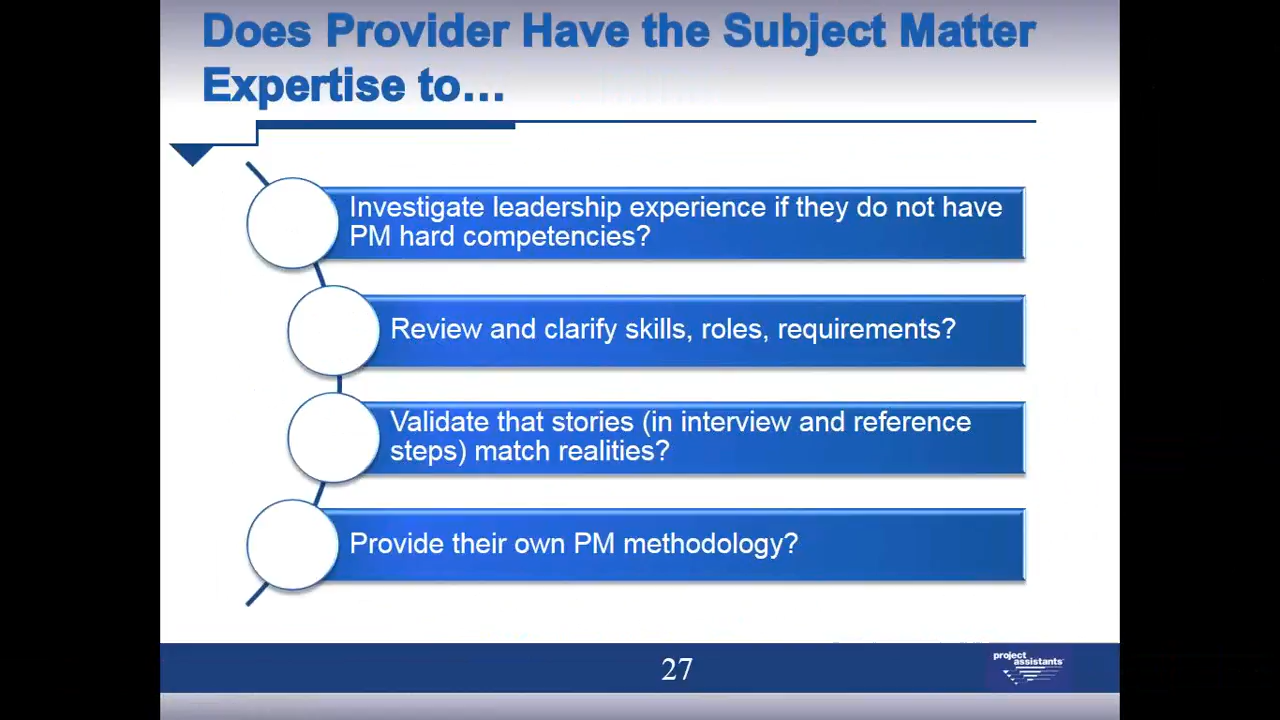 Does Provider Have the Subject Matter
Expertise to…
Investigate leadership experience if they do not have
PM hard competencies?
Review and clarify skills, roles, requirements?
Validate that stories (in interview and reference
steps) match realities?
Provide their own PM methodology?
27
project
assistants